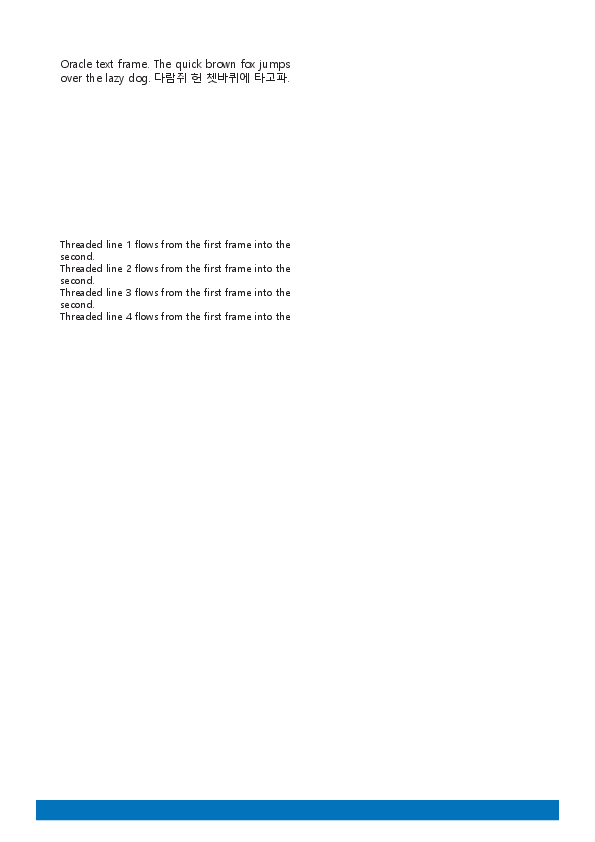 Oracle text frame. The quick brown fox jumps
over the lazy dog. 다람쥐 헌 쳇바퀴에 타고파.
Threaded line 1 flows from the first frame into the
second.
Threaded line 2 flows from the first frame into the
second.
Threaded line 3 flows from the first frame into the
second.
Threaded line 4 flows from the first frame into the